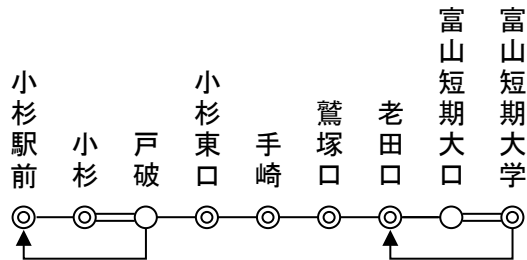 小杉駅前
小杉
戸破
小杉東口
手崎
鷲塚口
老田口
富山短期大口
富山短期大学